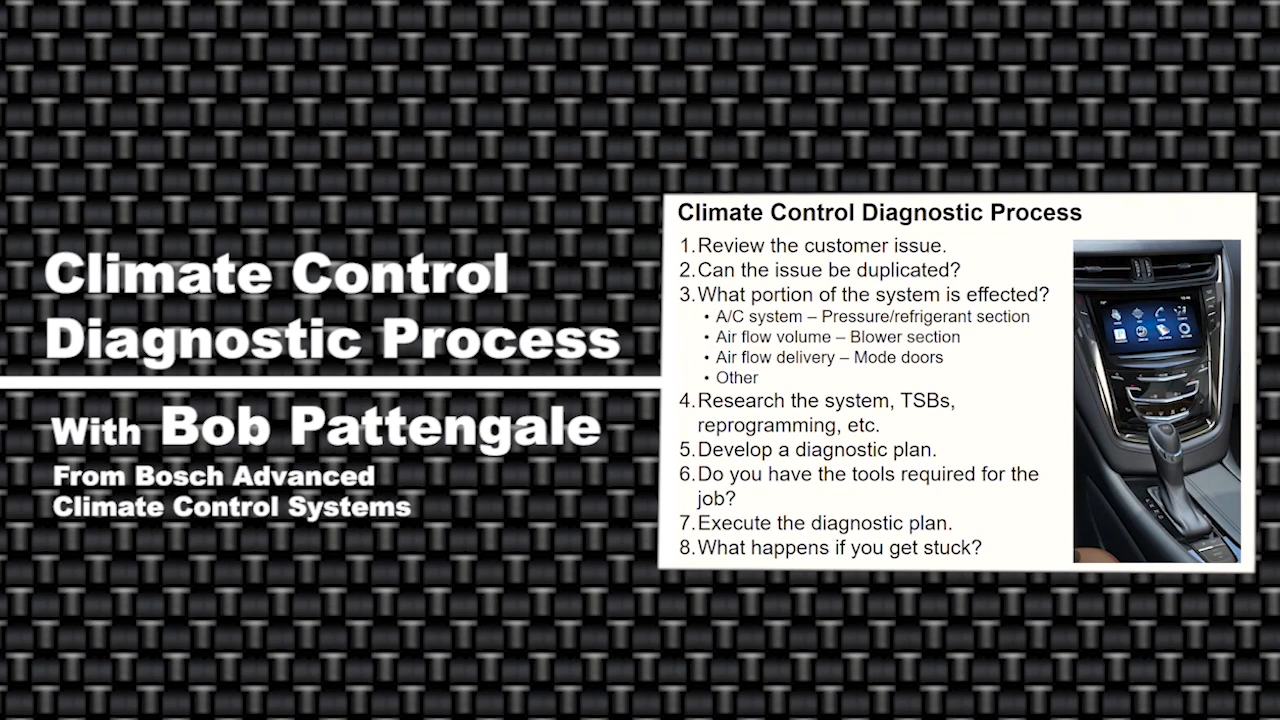 Climate Control
Diagnostic Process
With Bob Pattengale
From Bosch Advanced
Climate Control Systems
Climate Control Diagnostic Process
1. Review the customer issue.
2. Can the issue be duplicated?
3. What portion of the system is effected?
• A/C system – Pressure/refrigerant section
• Air flow volume – Blower section
• Air flow delivery – Mode doors
• Other
4. Research the system, TSBs,
reprogramming, etc.
5. Develop a diagnostic plan.
6. Do you have the tools required for the
job?
7. Execute the diagnostic plan.
8. What happens if you get stuck?